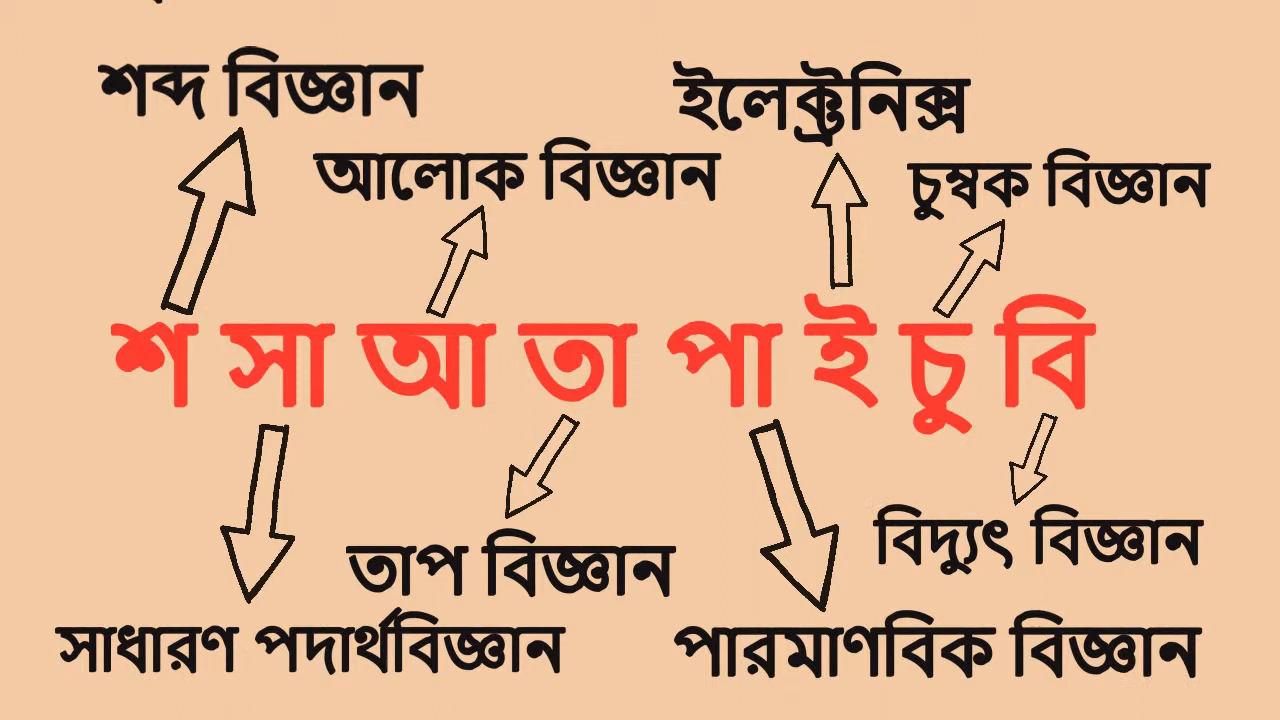 শব্দ বিজ্ঞান
ইলেক্ট্রনিক্স
আলোক বিজ্ঞান
চুম্বক বিজ্ঞান
শ সা আ তা পা ই চু বি
তাপ বিজ্ঞান
বিদ্যুৎ বিজ্ঞান
সাধারণ পদার্থবিজ্ঞান
পারমাণবিক বিজ্ঞান